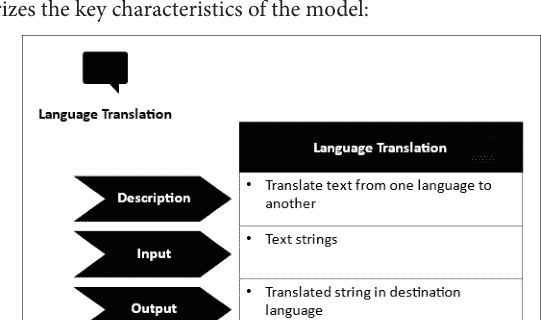 rizes the key characteristics of the model:
Language Translation
Language Translation
Description
• Translate text from one language to
another
Input
• Text strings
Output
• Translated string in destination
language